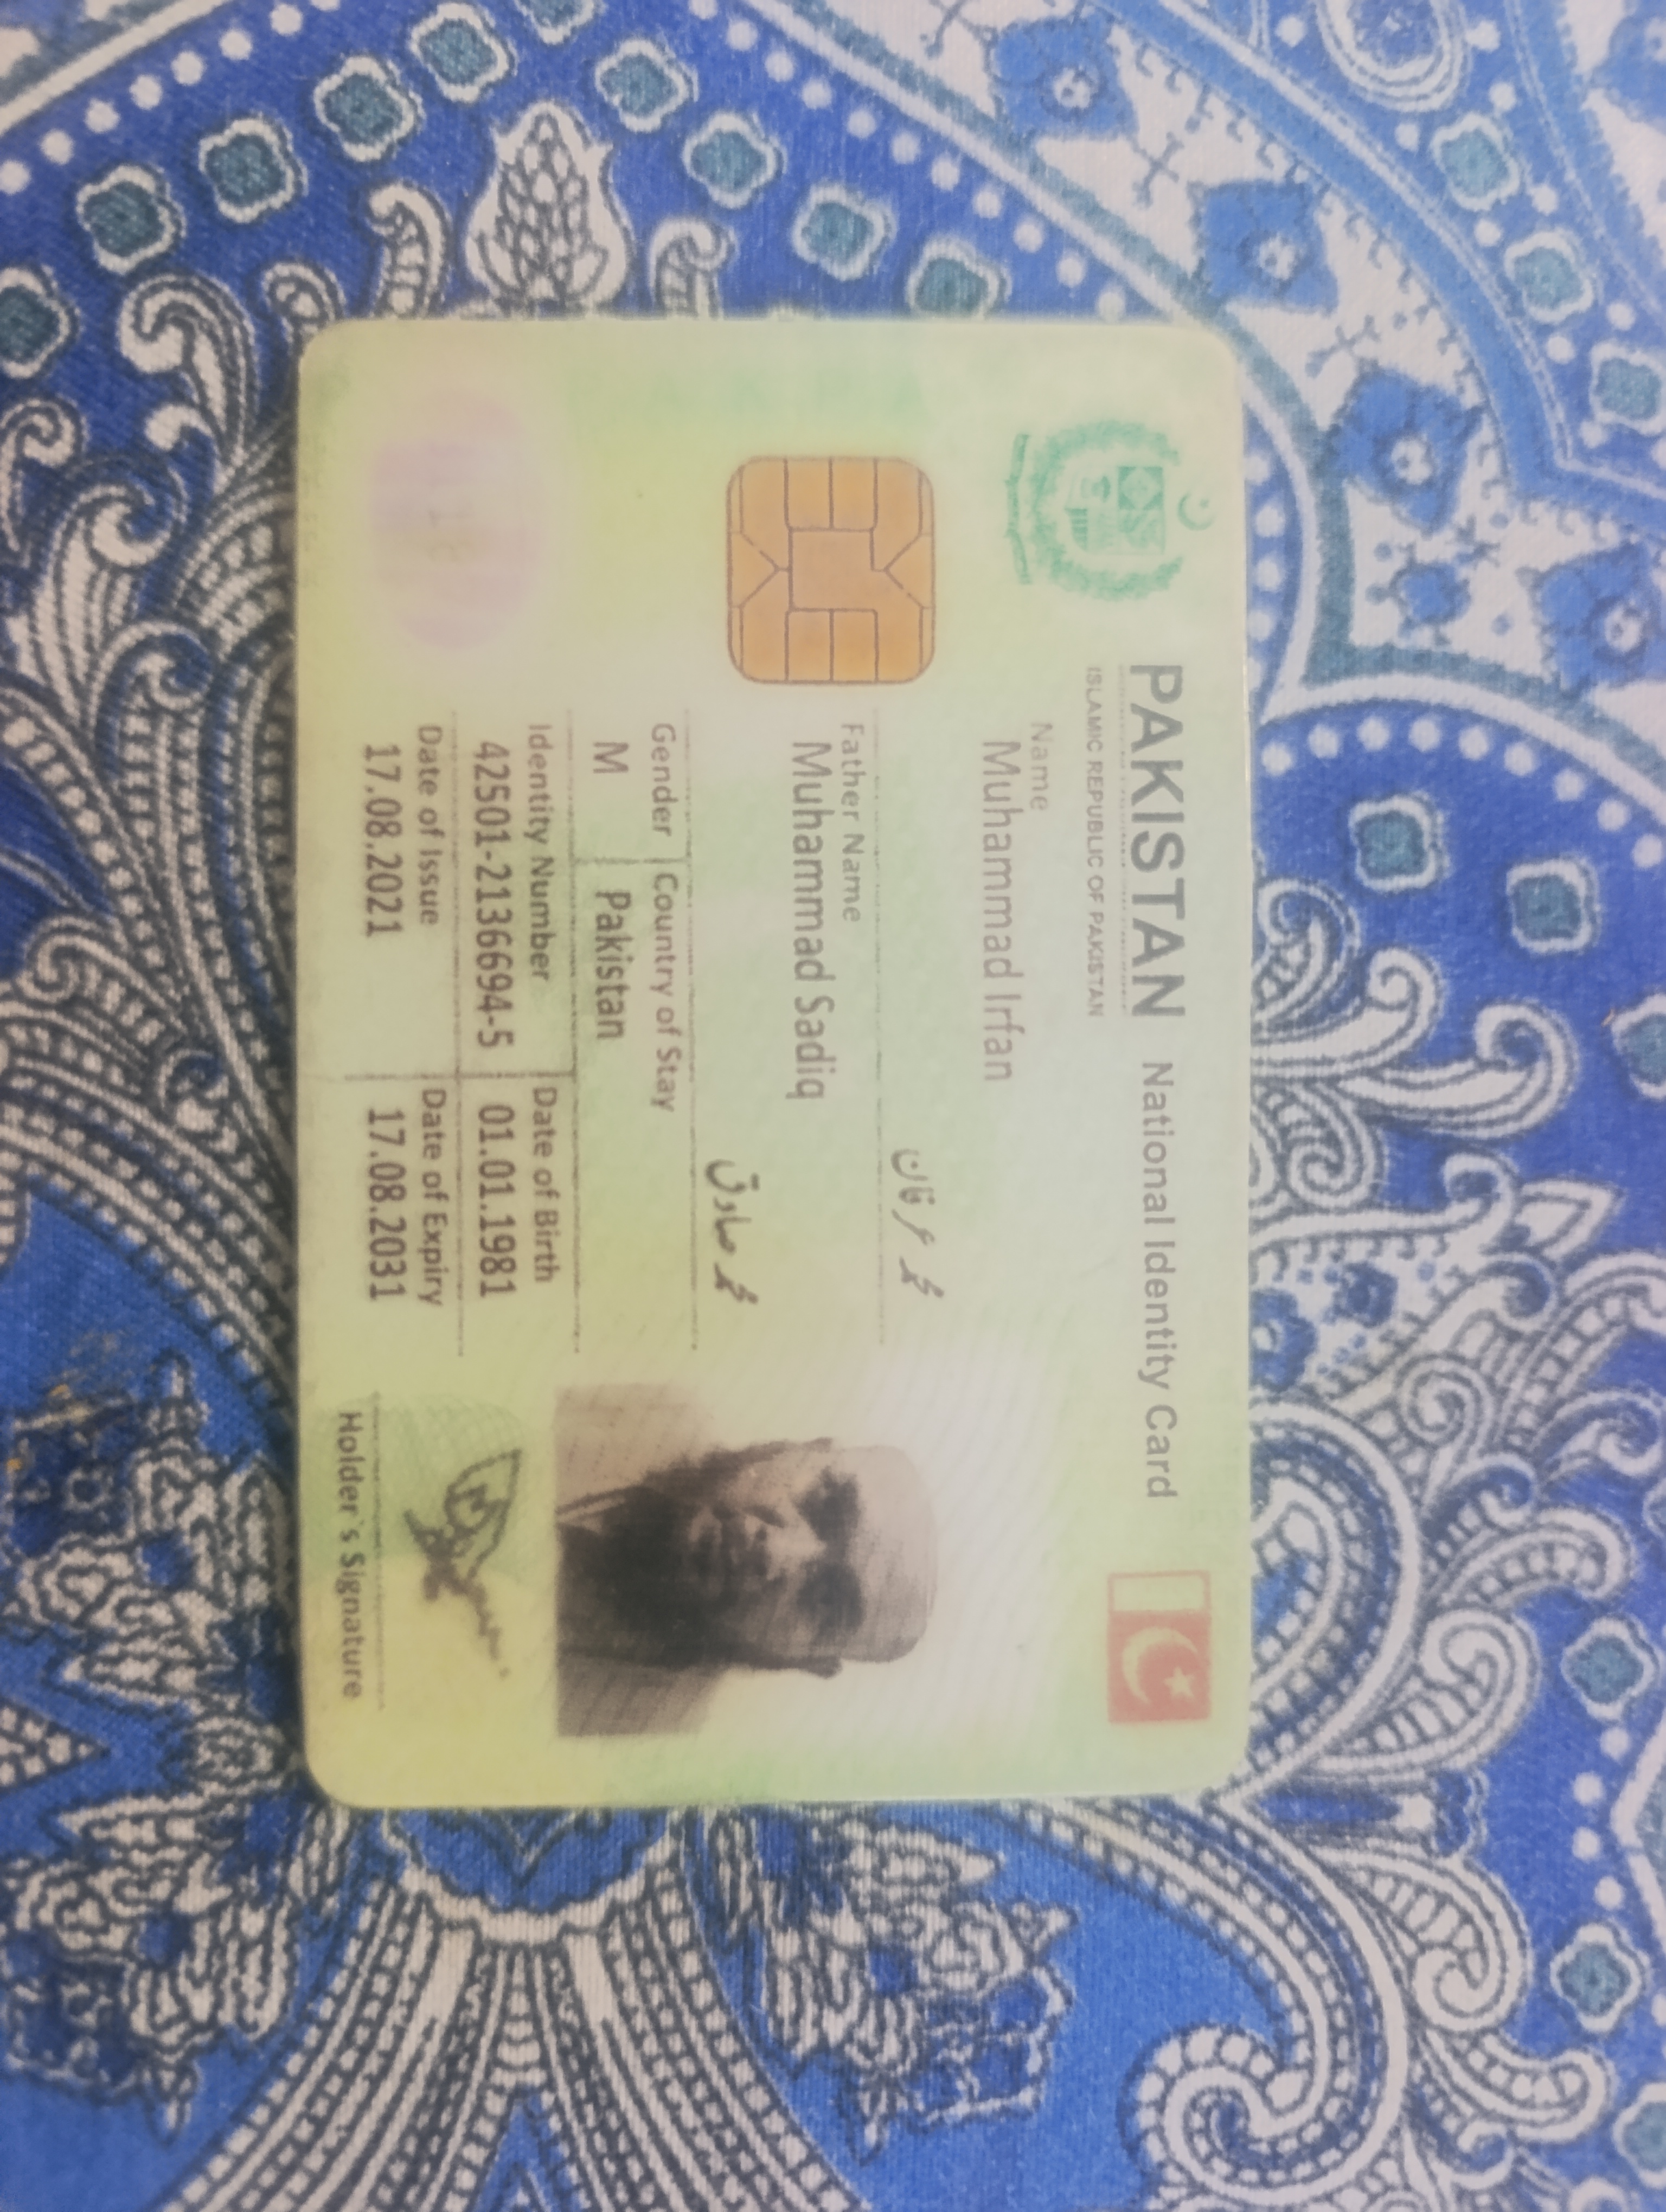 PAKISTAN National Identity Card
ISLAMIC REPUBLIC OF PAKISTAN
Name
Muhammad Irfan
محمد عرفان
Father Name
Muhammad Sadiq
محمد صادق
Gender Country of Stay
M Pakistan
Identity Number Date of Birth
42501-2136694-5 01.01.1981
Date of Issue Date of Expiry
17.08.2021 17.08.2031
Holder's Signature